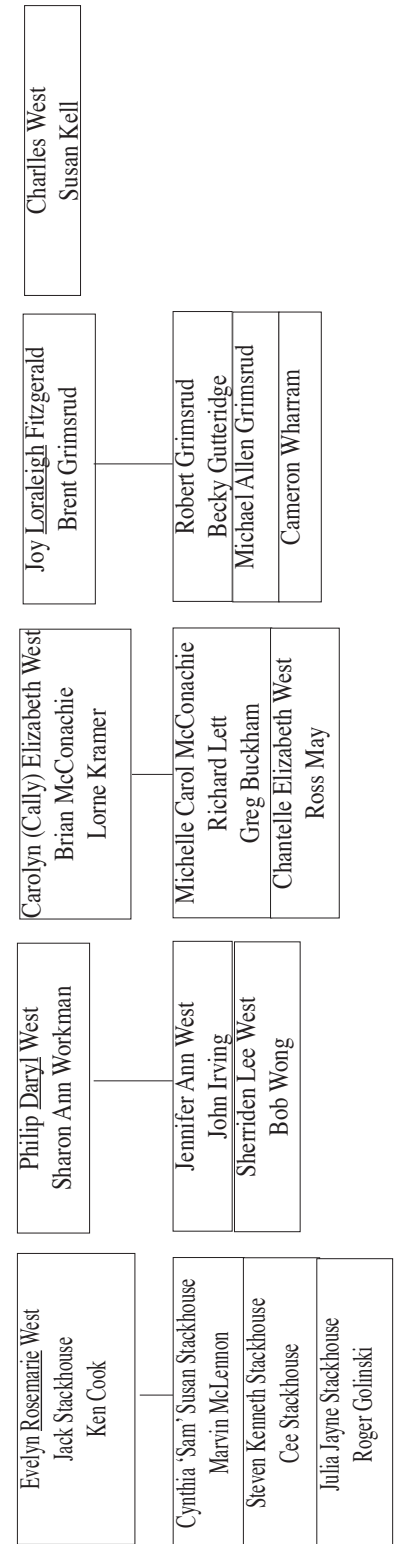 Evelyn Rosemarie West
Jack Stackhouse
Ken Cook
Cynthia ‘Sam’ Susan Stackhouse
Marvin McLennon
Steven Kenneth Stackhouse
Cee Stackhouse
Julia Jayne Stackhouse
Roger Golinski
Philip Daryl West
Sharon Ann Workman
Jennifer Ann West
John Irving
Sherriden Lee West
Bob Wong
Carolyn (Cally) Elizabeth West
Brian McConachie
Lorne Kramer
Michelle Carol McConachie
Richard Lett
Greg Buckham
Chantelle Elizabeth West
Ross May
Joy Loraleigh Fitzgerald
Brent Grimsrud
Robert Grimsrud
Becky Gutteridge
Michael Allen Grimsrud
Cameron Wharram
Charlles West
Susan Kell